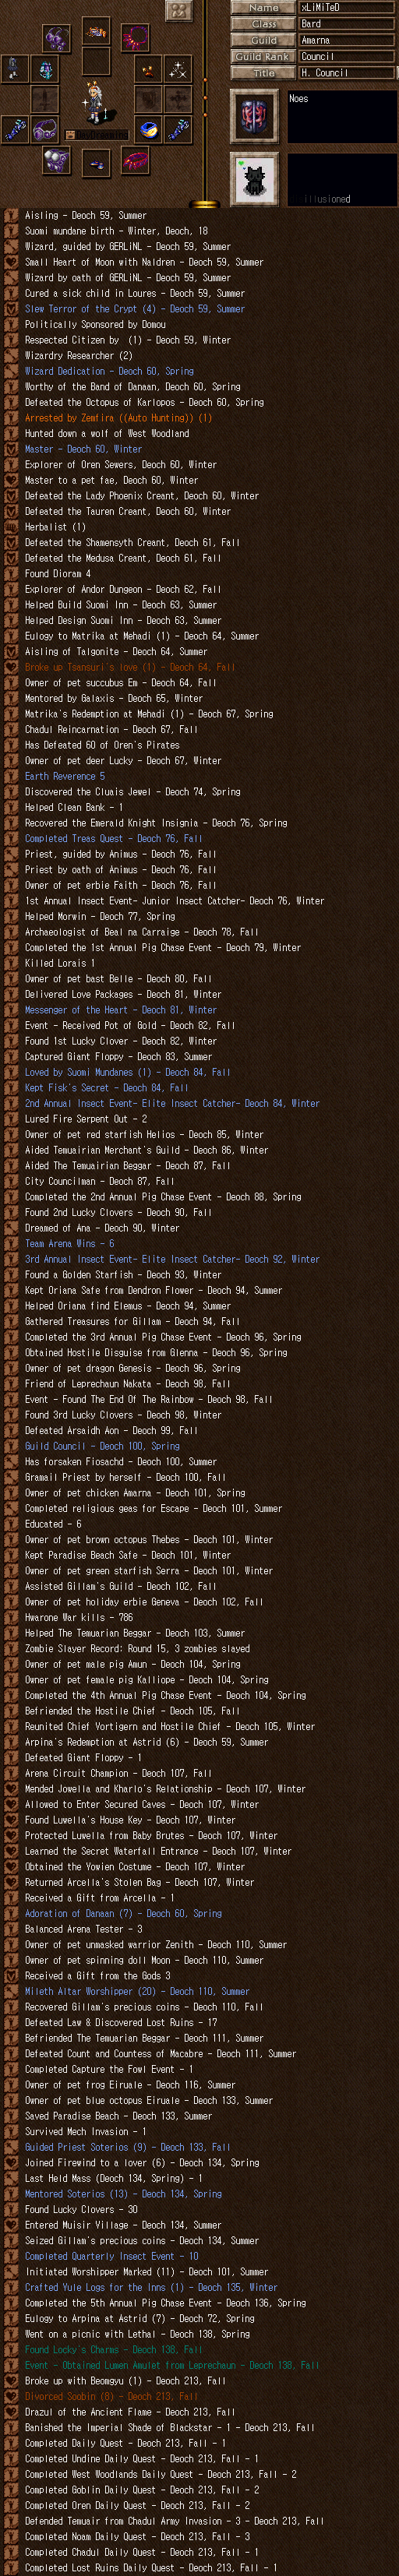 Name xLiMiTeD
Class Bard
Guild Amarna
Guild Rank Council
Title H. Council
Noes
illusioned
Aisling - Deoch 59, Summer
Suomi mundane birth - Winter, Deoch, 18
Wizard, guided by GERLiNL - Deoch 59, Summer
Small Heart of Moon with Naldren - Deoch 59, Summer
Wizard by oath of GERLiNL - Deoch 59, Summer
Cured a sick child in Loures - Deoch 59, Summer
Slew Terror of the Crypt (4) - Deoch 59, Summer
Politically Sponsored by Domou
Respected Citizen by (1) - Deoch 59, Winter
Wizardry Researcher (2)
Wizard Dedication - Deoch 60, Spring
Worthy of the Band of Danaan, Deoch 60, Spring
Defeated the Octopus of Karlopos - Deoch 60, Spring
Arrested by Zemfira ((Auto Hunting)) (1)
Hunted down a wolf of West Woodland
Master - Deoch 60, Winter
Explorer of Oren Sewers, Deoch 60, Winter
Master to a pet fae, Deoch 60, Winter
Defeated the Lady Phoenix Creant, Deoch 60, Winter
Defeated the Tauren Creant, Deoch 60, Winter
Herbalist (1)
Defeated the Shamensyth Creant, Deoch 61, Fall
Defeated the Medusa Creant, Deoch 61, Fall
Found Dioram 4
Explorer of Andor Dungeon - Deoch 62, Fall
Helped Build Suomi Inn - Deoch 63, Summer
Helped Design Suomi Inn - Deoch 63, Summer
Eulogy to Matrika at Mehadi (1) - Deoch 64, Summer
Aisling of Talgonite - Deoch 64, Summer
Broke up Tsansuri's love (1) - Deoch 64, Fall
Owner of pet succubus Em - Deoch 64, Fall
Mentored by Galaxis - Deoch 65, Winter
Matrika's Redemption at Mehadi (1) - Deoch 67, Spring
Chadul Reincarnation - Deoch 67, Fall
Has Defeated 60 of Oren's Pirates
Owner of pet deer Lucky - Deoch 67, Winter
Earth Reverence 5
Discovered the Cluais Jewel - Deoch 74, Spring
Helped Clean Bank - 1
Recovered the Emerald Knight Insignia - Deoch 76, Spring
Completed Treas Quest - Deoch 76, Fall
Priest, guided by Animus - Deoch 76, Fall
Priest by oath of Animus - Deoch 76, Fall
Owner of pet erbie Faith - Deoch 76, Fall
1st Annual Insect Event- Junior Insect Catcher- Deoch 76, Winter
Helped Morwin - Deoch 77, Spring
Archaeologist of Beal na Carraige - Deoch 78, Fall
Completed the 1st Annual Pig Chase Event - Deoch 79, Winter
Killed Lorais 1
Owner of pet bast Belle - Deoch 80, Fall
Delivered Love Packages - Deoch 81, Winter
Messenger of the Heart - Deoch 81, Winter
Event - Received Pot of Gold - Deoch 82, Fall
Found 1st Lucky Clover - Deoch 82, Winter
Captured Giant Floppy - Deoch 83, Summer
Loved by Suomi Mundanes (1) - Deoch 84, Fall
Kept Fisk's Secret - Deoch 84, Fall
2nd Annual Insect Event- Elite Insect Catcher- Deoch 84, Winter
Lured Fire Serpent Out - 2
Owner of pet red starfish Helios - Deoch 85, Winter
Aided Temuairian Merchant's Guild - Deoch 86, Winter
Aided The Temuairian Beggar - Deoch 87, Fall
City Councilman - Deoch 87, Fall
Completed the 2nd Annual Pig Chase Event - Deoch 88, Spring
Found 2nd Lucky Clovers - Deoch 90, Fall
Dreamed of Ana - Deoch 90, Winter
Team Arena Wins - 6
3rd Annual Insect Event- Elite Insect Catcher- Deoch 92, Winter
Found a Golden Starfish - Deoch 93, Winter
Kept Oriana Safe from Dendron Flower - Deoch 94, Summer
Helped Oriana find Elemus - Deoch 94, Summer
Gathered Treasures for Gillam - Deoch 94, Fall
Completed the 3rd Annual Pig Chase Event - Deoch 96, Spring
Obtained Hostile Disguise from Glenna - Deoch 96, Spring
Owner of pet dragon Genesis - Deoch 96, Spring
Friend of Leprechaun Nakata - Deoch 98, Fall
Event - Found The End Of The Rainbow - Deoch 98, Fall
Found 3rd Lucky Clovers - Deoch 98, Winter
Defeated Arsaidh Aon - Deoch 99, Fall
Guild Council - Deoch 100, Spring
Has forsaken Fiosachd - Deoch 100, Summer
Gramail Priest by herself - Deoch 100, Fall
Owner of pet chicken Amarna - Deoch 101, Spring
Completed religious geas for Escape - Deoch 101, Summer
Educated - 6
Owner of pet brown octopus Thebes - Deoch 101, Winter
Kept Paradise Beach Safe - Deoch 101, Winter
Owner of pet green starfish Serra - Deoch 101, Winter
Assisted Gillam's Guild - Deoch 102, Fall
Owner of pet holiday erbie Geneva - Deoch 102, Fall
Hwarone War kills - 786
Helped The Temuairian Beggar - Deoch 103, Summer
Zombie Slayer Record: Round 15, 3 zombies slayed
Owner of pet male pig Amun - Deoch 104, Spring
Owner of pet female pig Kalliope - Deoch 104, Spring
Completed the 4th Annual Pig Chase Event - Deoch 104, Spring
Befriended the Hostile Chief - Deoch 105, Fall
Reunited Chief Vortigern and Hostile Chief - Deoch 105, Winter
Arpina's Redemption at Astrid (6) - Deoch 59, Summer
Defeated Giant Floppy - 1
Arena Circuit Champion - Deoch 107, Fall
Mended Jowella and Kharlo's Relationship - Deoch 107, Winter
Allowed to Enter Secured Caves - Deoch 107, Winter
Found Luwella's House Key - Deoch 107, Winter
Protected Luwella from Baby Brutes - Deoch 107, Winter
Learned the Secret Waterfall Entrance - Deoch 107, Winter
Obtained the Yowien Costume - Deoch 107, Winter
Returned Arcella's Stolen Bag - Deoch 107, Winter
Received a Gift from Arcella - 1
Adoration of Danaan (7) - Deoch 60, Spring
Balanced Arena Tester - 3
Owner of pet unmasked warrior Zenith - Deoch 110, Summer
Owner of pet spinning doll Moon - Deoch 110, Summer
Received a Gift from the Gods 3
Mileth Altar Worshipper (20) - Deoch 110, Summer
Recovered Gillam's precious coins - Deoch 110, Fall
Defeated Law & Discovered Lost Ruins - 17
Befriended The Temuarian Beggar - Deoch 111, Summer
Defeated Count and Countess of Macabre - Deoch 111, Summer
Completed Capture the Fowl Event - 1
Owner of pet frog Eiruale - Deoch 116, Summer
Owner of pet blue octopus Eiruale - Deoch 133, Summer
Saved Paradise Beach - Deoch 133, Summer
Survived Mech Invasion - 1
Guided Priest Soterios (9) - Deoch 133, Fall
Joined Firewind to a lover (6) - Deoch 134, Spring
Last Held Mass (Deoch 134, Spring) - 1
Mentored Soterios (13) - Deoch 134, Spring
Found Lucky Clovers - 30
Entered Muisir Village - Deoch 134, Summer
Seized Gillam's precious coins - Deoch 134, Summer
Completed Quarterly Insect Event - 10
Initiated Worshipper Marked (11) - Deoch 101, Summer
Crafted Yule Logs for the Inns (1) - Deoch 135, Winter
Completed the 5th Annual Pig Chase Event - Deoch 136, Spring
Eulogy to Arpina at Astrid (7) - Deoch 72, Spring
Went on a picnic with Lethal - Deoch 138, Spring
Found Locky's Charms - Deoch 138, Fall
Event - Obtained Lumen Amulet from Leprechaun - Deoch 138, Fall
Broke up with Beomgyu (1) - Deoch 213, Fall
Divorced Soobin (8) - Deoch 213, Fall
Drazul of the Ancient Flame - Deoch 213, Fall
Banished the Imperial Shade of Blackstar - 1 - Deoch 213, Fall
Completed Daily Quest - Deoch 213, Fall - 1
Completed Undine Daily Quest - Deoch 213, Fall - 1
Completed West Woodlands Daily Quest - Deoch 213, Fall - 2
Completed Goblin Daily Quest - Deoch 213, Fall - 2
Completed Oren Daily Quest - Deoch 213, Fall - 2
Defended Temuair from Chadul Army Invasion - 3 - Deoch 213, Fall
Completed Noam Daily Quest - Deoch 213, Fall - 3
Completed Chadul Daily Quest - Deoch 213, Fall - 1
Completed Lost Ruins Daily Quest - Deoch 213, Fall - 1